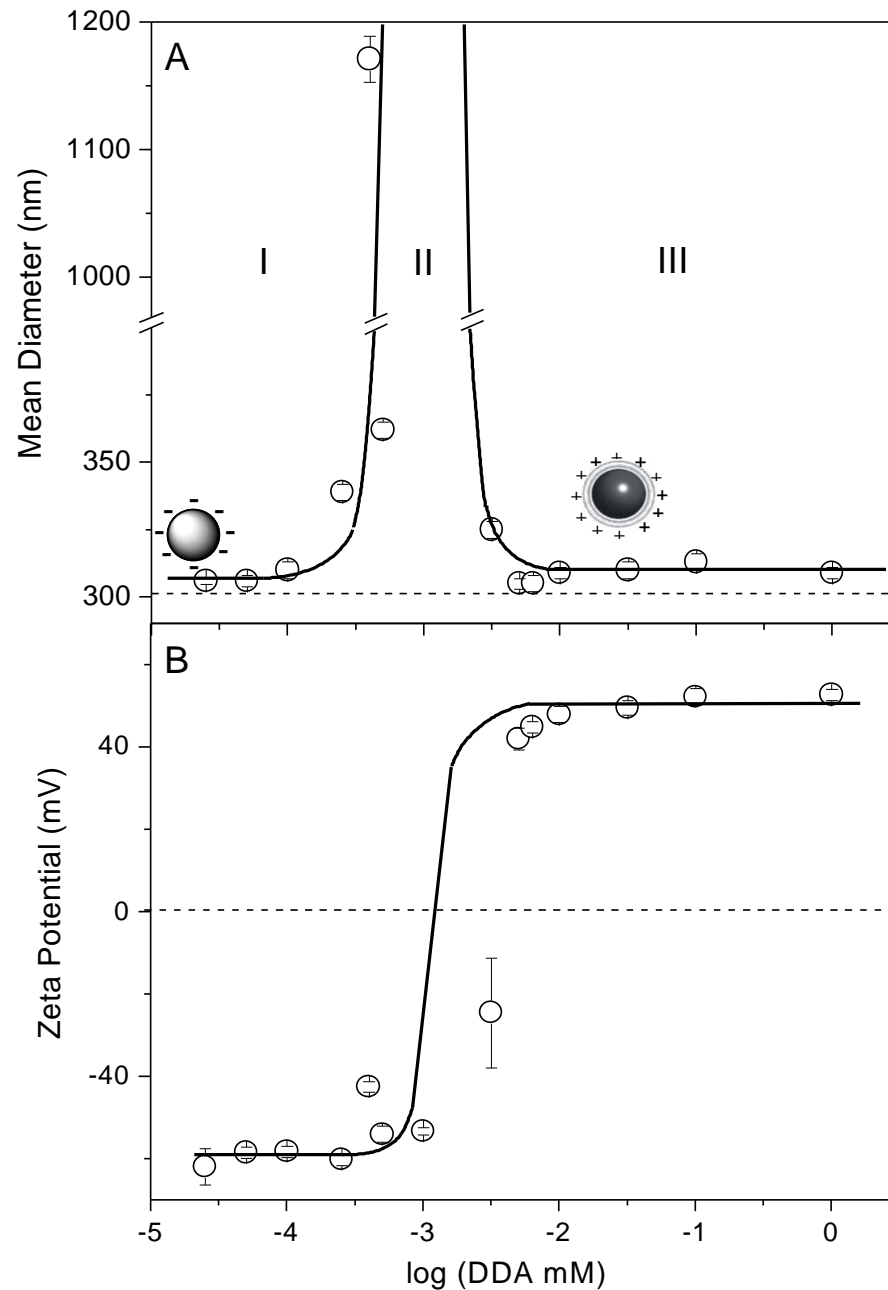 1200
A
1100
Mean Diameter (nm)
I
II
III
1000
350
300
B
40
Zeta Potential (mV)
0
-40
-5 -4 -3 -2 -1 0
log (DDA mM)